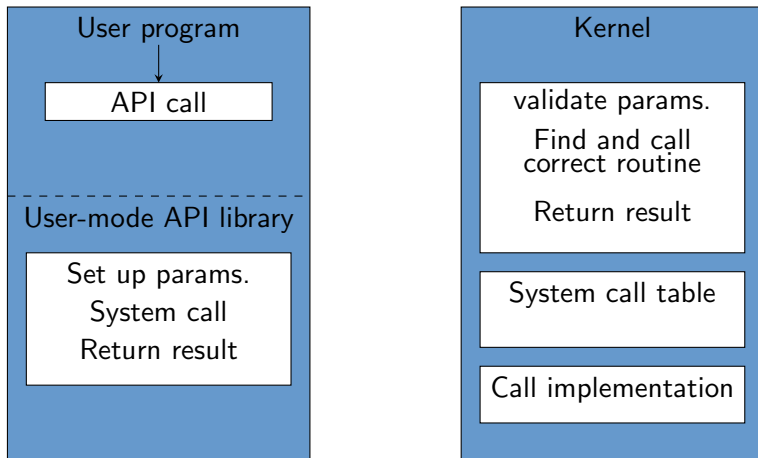 User program
API call
User-mode API library
Set up params.
System call
Return result
Kernel
validate params.
Find and call
correct routine
Return result
System call table
Call implementation